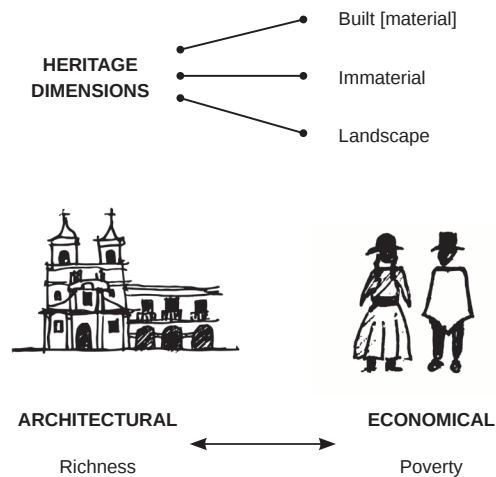 Built [material]
HERITAGE
DIMENSIONS
Immaterial
Landscape
ARCHITECTURAL
ECONOMICAL
Richness
Poverty